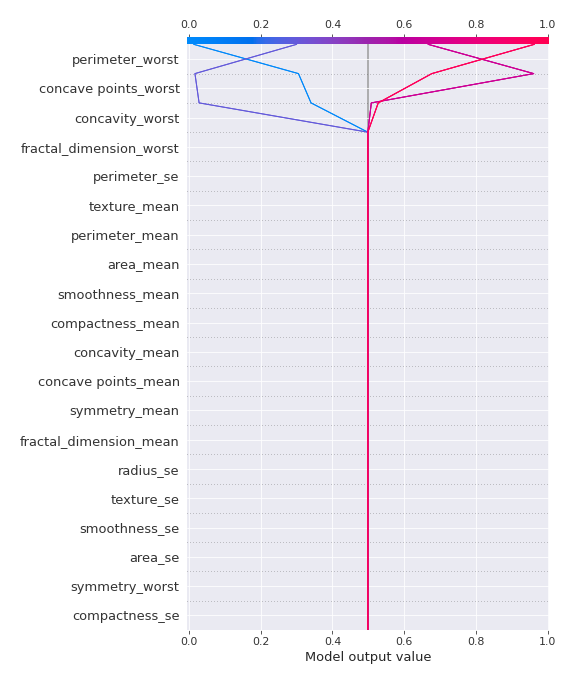 0.0 0.2 0.4 0.6 0.8 1.0
perimeter_worst
concave points_worst
concavity_worst
fractal_dimension_worst
perimeter_se
texture_mean
perimeter_mean
area_mean
smoothness_mean
compactness_mean
concavity_mean
concave points_mean
symmetry_mean
fractal_dimension_mean
radius_se
texture_se
smoothness_se
area_se
symmetry_worst
compactness_se
0.0 0.2 0.4 0.6 0.8 1.0
Model output value